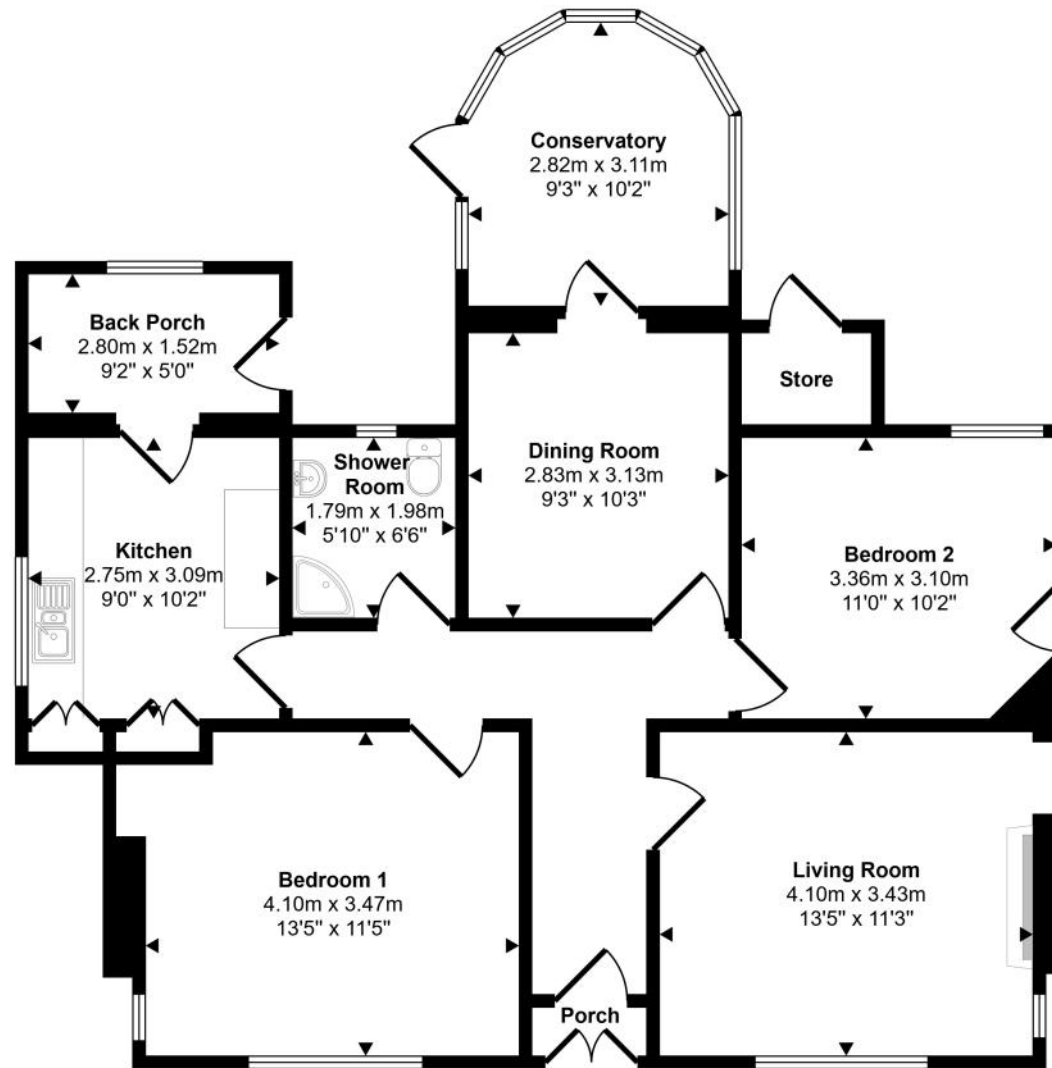 Conservatory
2.82m x 3.11m
9'3" x 10'2"
Back Porch
2.80m x 1.52m
9'2" x 5'0"
Store
Dining Room
2.83m x 3.13m
9'3" x 10'3"
Shower
Room
1.79m x 1.98m
5'10" x 6'6"
Kitchen
2.75m x 3.09m
9'0" x 10'2"
Bedroom 2
3.36m x 3.10m
11'0" x 10'2"
Bedroom 1
4.10m x 3.47m
13'5" x 11'5"
Living Room
4.10m x 3.43m
13'5" x 11'3"
Porch